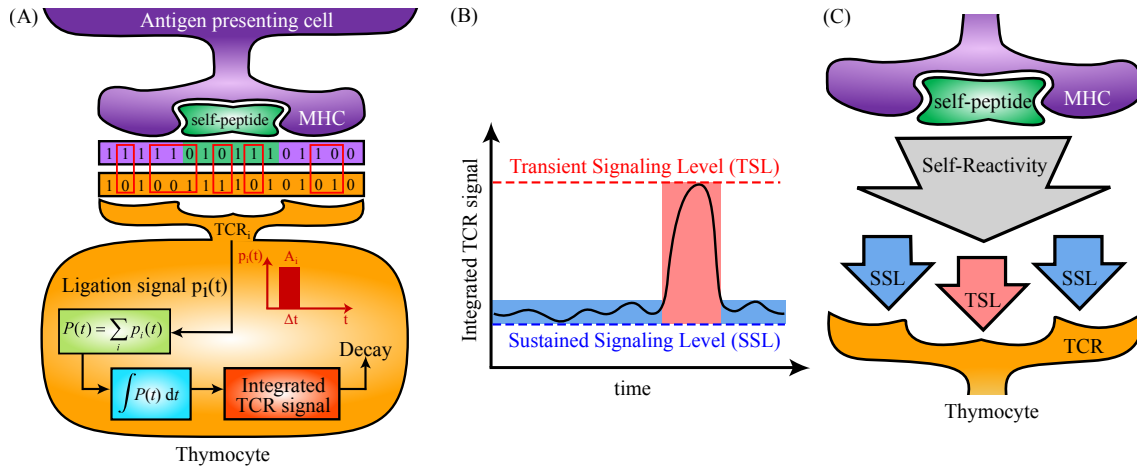 (A)
Antigen presenting cell
self-peptide
MHC
1 1 1 1 1 0 1 0 1 1 1 0 1 1 0 0
1 0 1 0 0 1 1 1 1 0 1 0 0 0 1 0
TCRi
Ligation signal pi(t)
pi(t)
Ai
Δt
t
P(t) = ∑ pi(t)
i
∫P(t) dt
Integrated
TCR signal
Decay
Thymocyte
(B)
Integrated TCR signal
Transient Signaling Level (TSL)
Sustained Signaling Level (SSL)
time
(C)
self-peptide
MHC
Self-Reactivity
SSL
TSL
SSL
TCR
Thymocyte